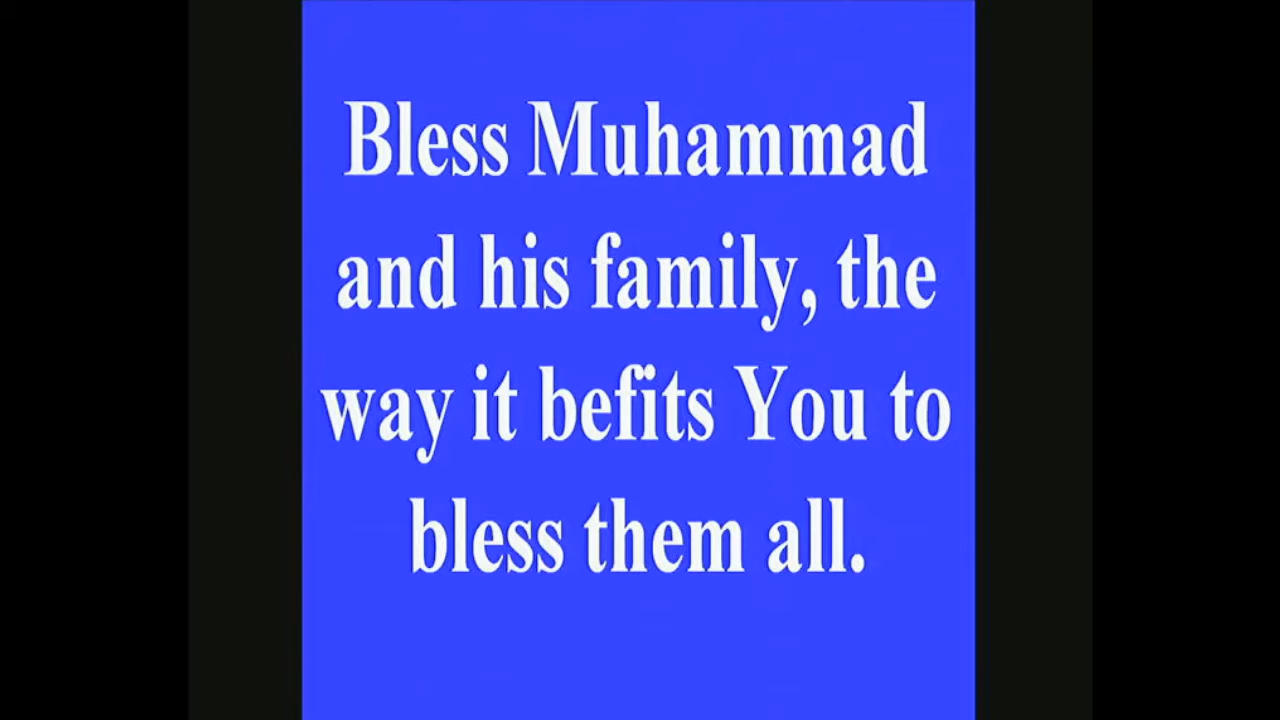 Bless Muhammad
and his family, the
way it befits You to
bless them all.